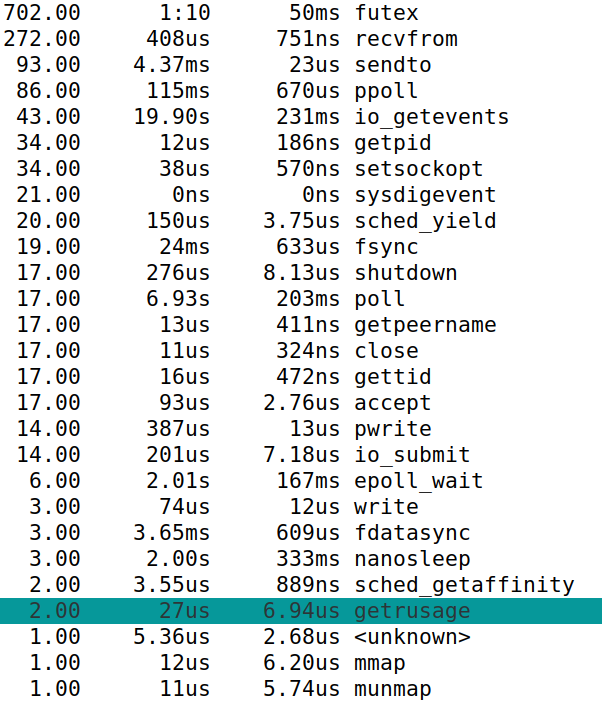 702.00 1:10 50ms futex
272.00 408us 751ns recvfrom
93.00 4.37ms 23us sendto
86.00 115ms 670us ppoll
43.00 19.90s 231ms io_getevents
34.00 12us 186ns getpid
34.00 38us 570ns setsockopt
21.00 0ns 0ns sysdigevent
20.00 150us 3.75us sched_yield
19.00 24ms 633us fsync
17.00 276us 8.13us shutdown
17.00 6.93s 203ms poll
17.00 13us 411ns getpeername
17.00 11us 324ns close
17.00 16us 472ns gettid
17.00 93us 2.76us accept
14.00 387us 13us pwrite
14.00 201us 7.18us io_submit
6.00 2.01s 167ms epoll_wait
3.00 74us 12us write
3.00 3.65ms 609us fdatasync
3.00 2.00s 333ms nanosleep
2.00 3.55us 889ns sched_getaffinity
2.00 27us 6.94us getrusage
1.00 5.36us 2.68us <unknown>
1.00 12us 6.20us mmap
1.00 11us 5.74us munmap